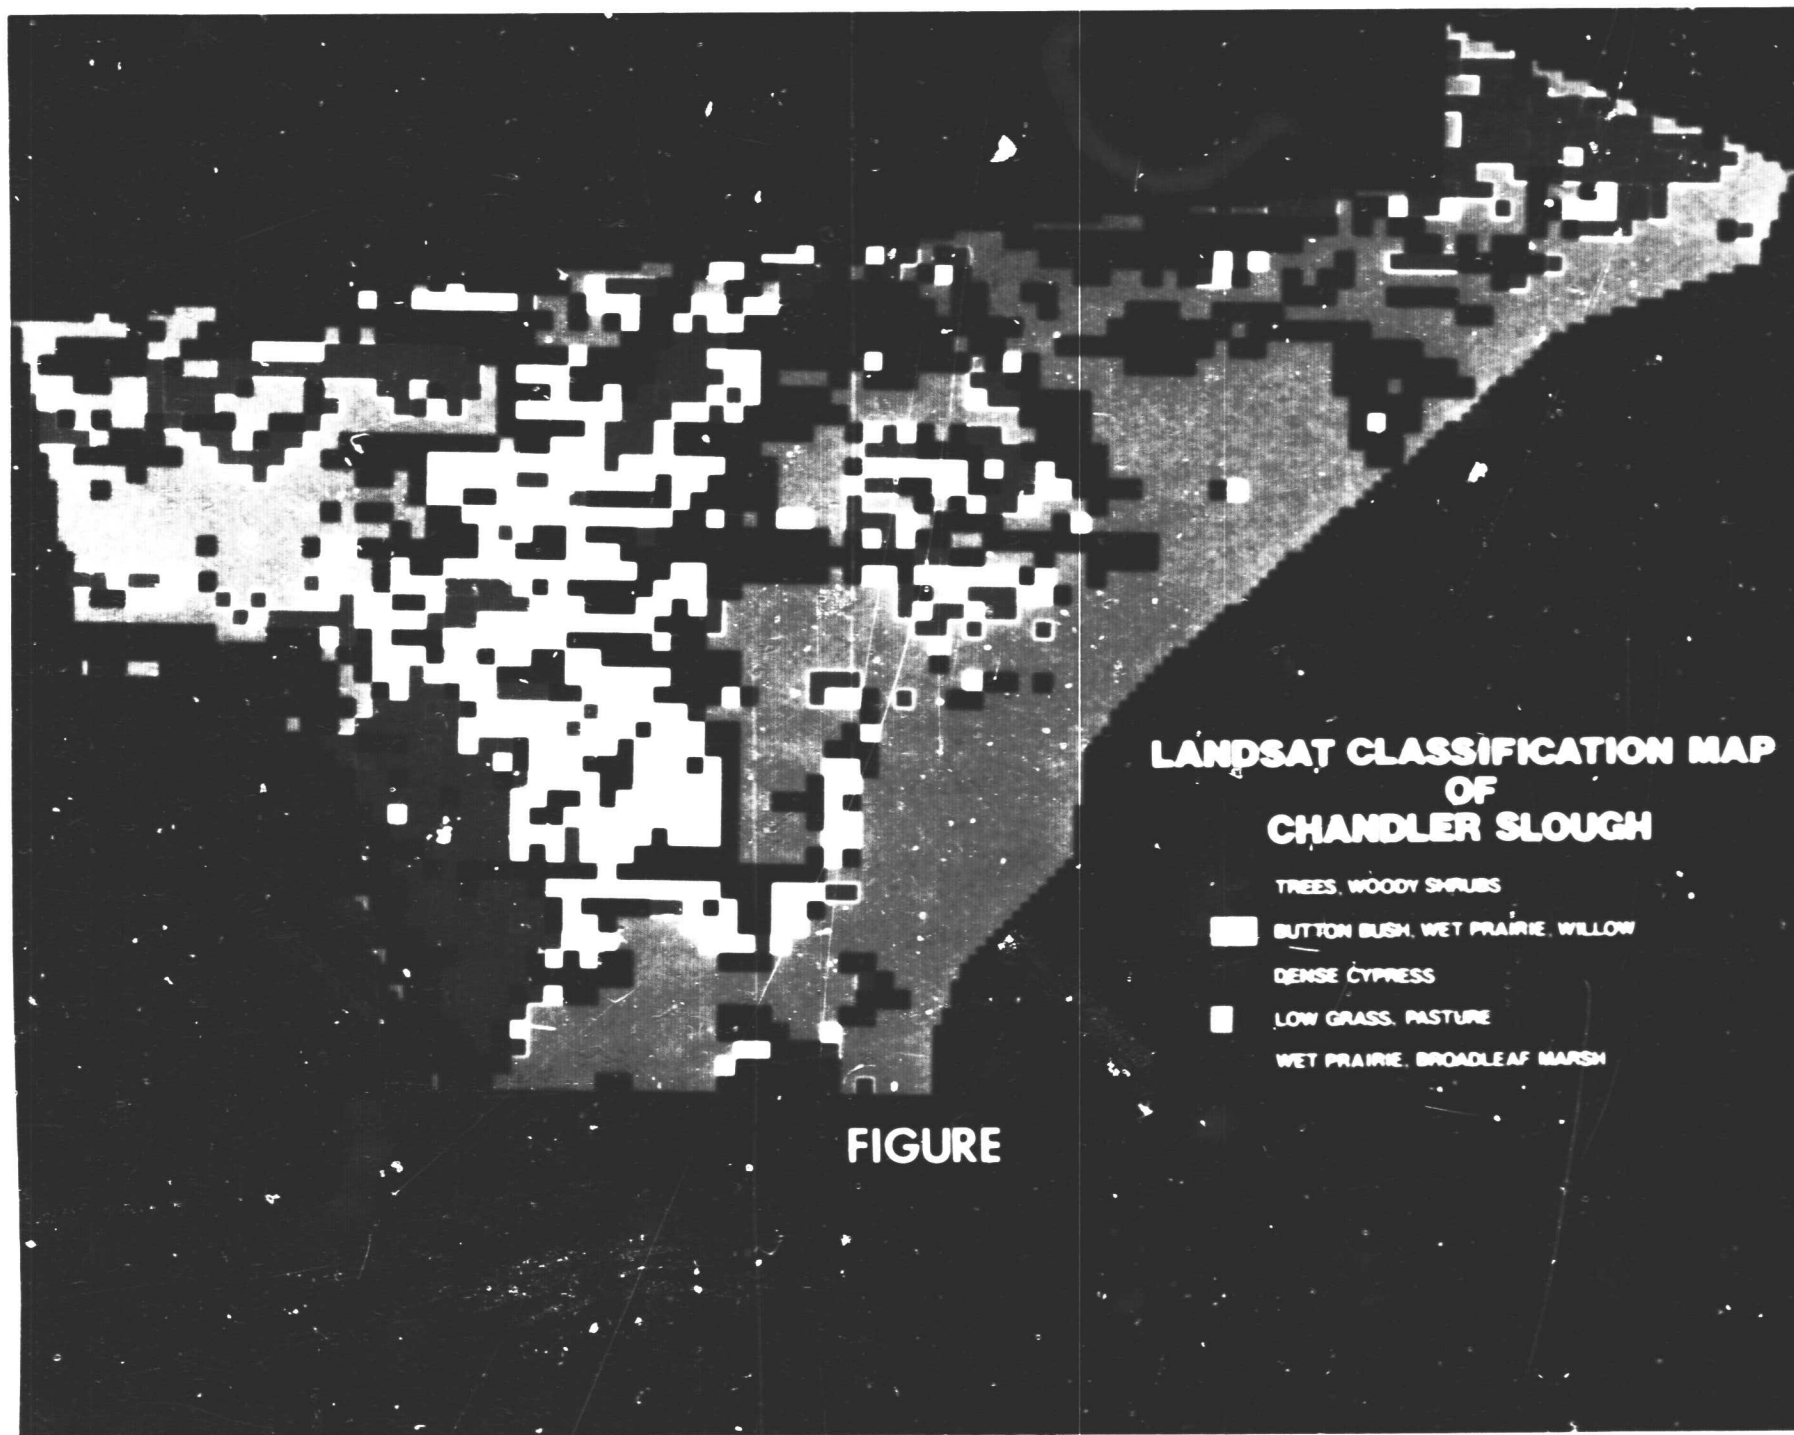 LANDSAT CLASSIFICATION MAP
OF
CHANDLER SLOUGH
TREES, WOODY SHRUBS
BUTTON BUSH, WET PRAIRIE, WILLOW
DENSE CYPRESS
LOW GRASS, PASTURE
WET PRAIRIE, BROADLEAF MARSH
FIGURE